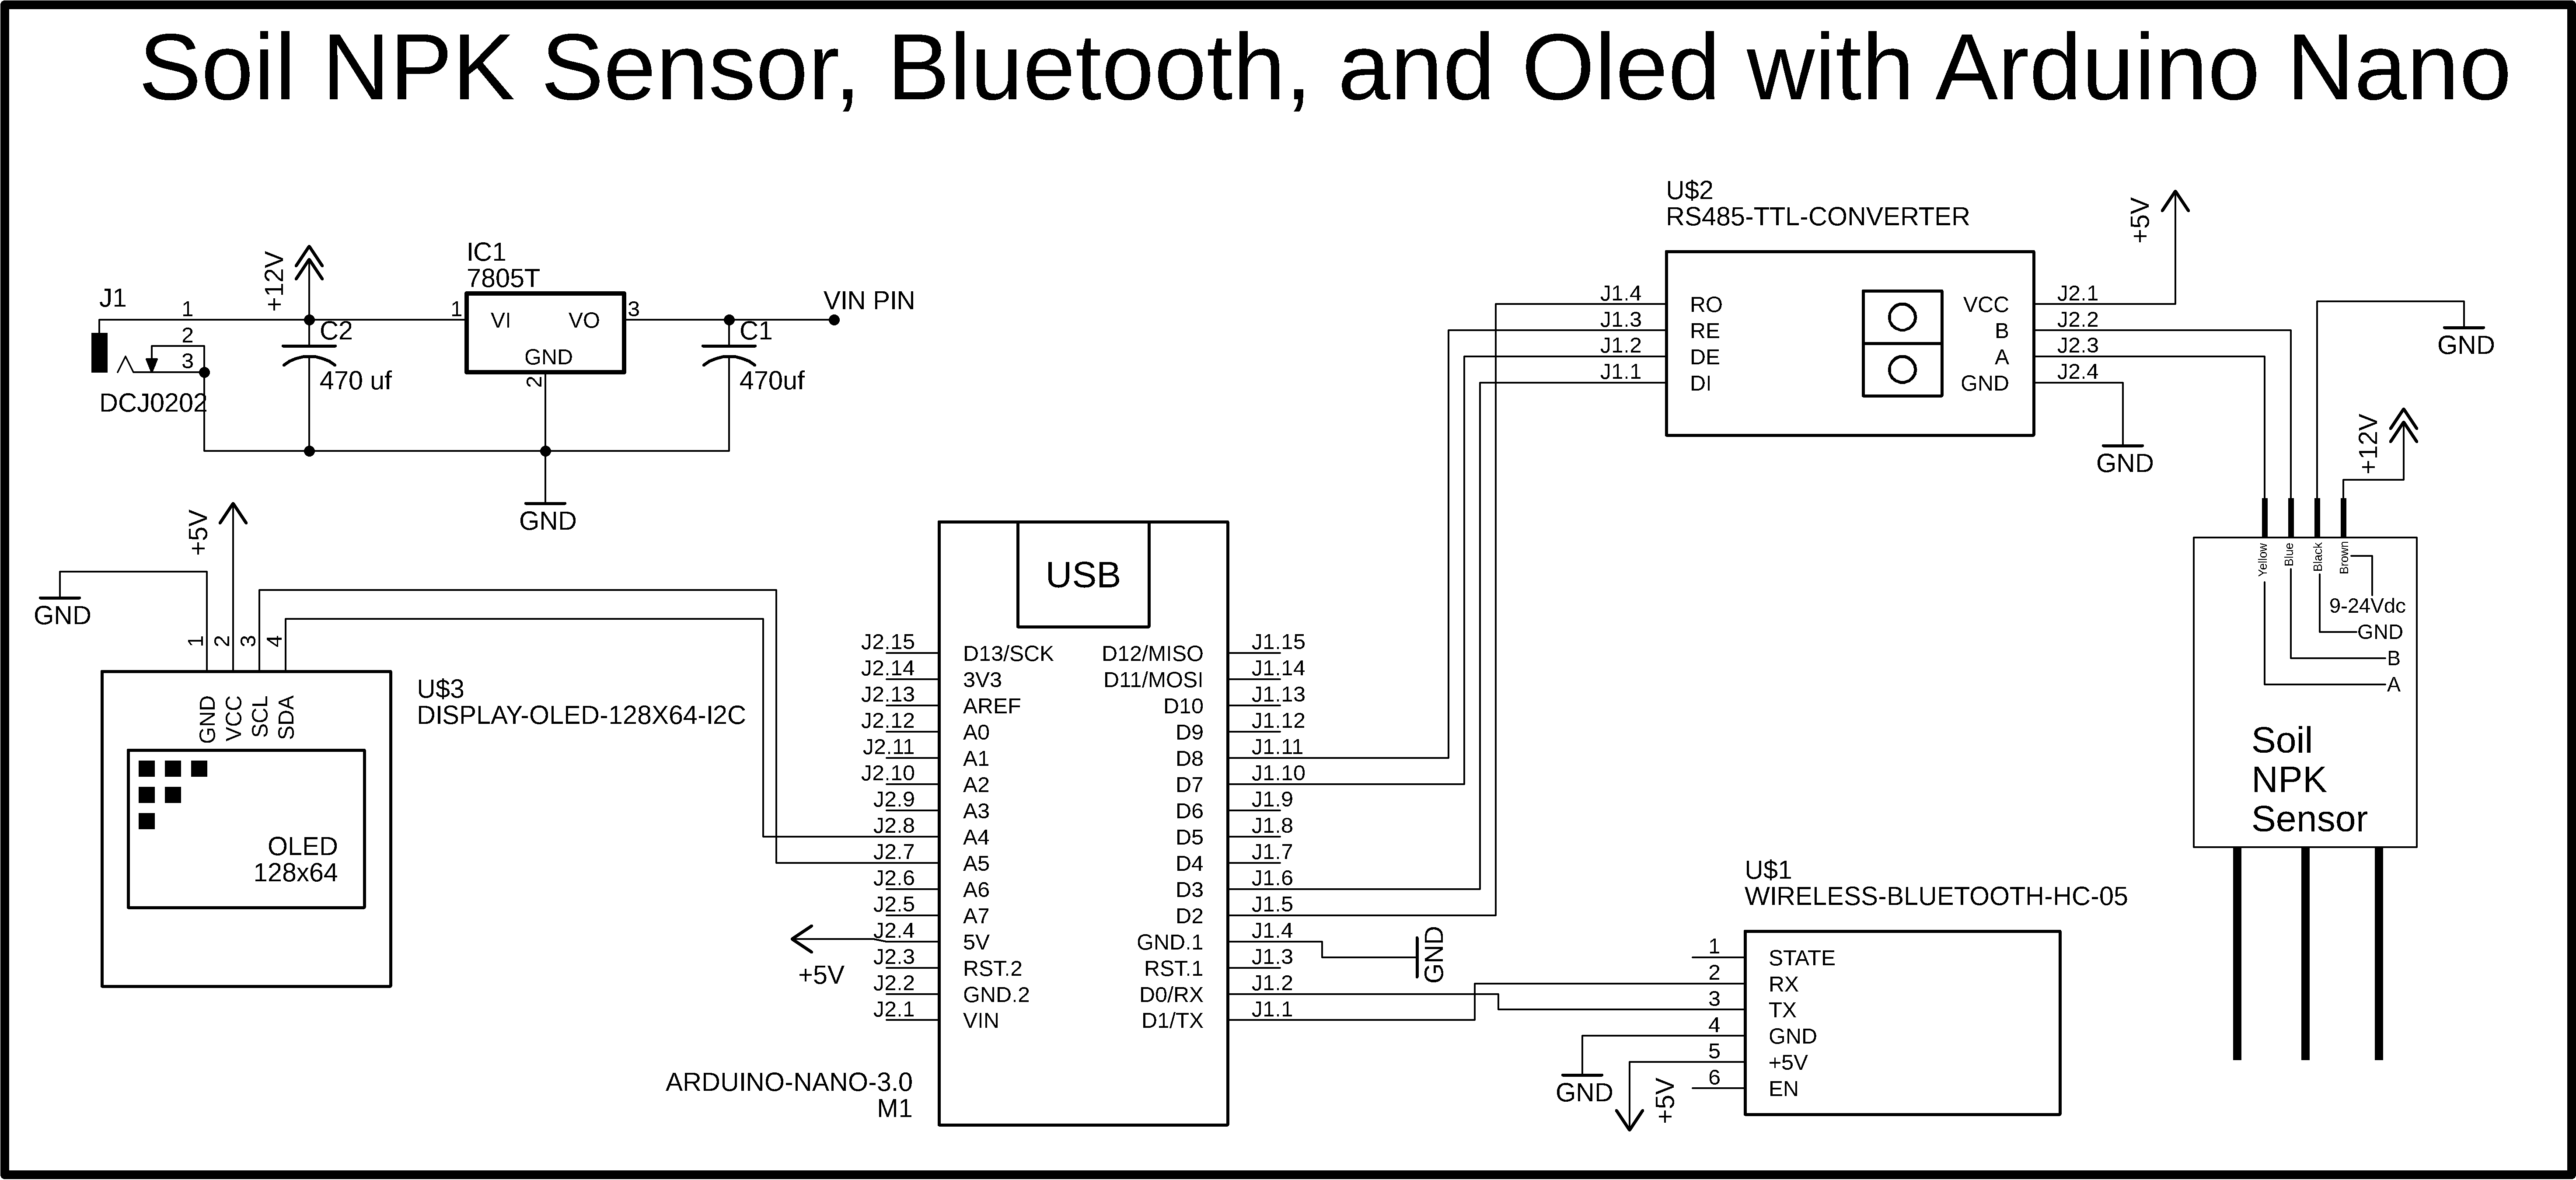 Soil NPK Sensor, Bluetooth, and Oled with Arduino Nano
J1
1
2
3
DCJ0202
+12V
C2
470 uf
IC1
7805T
1
VI
VO
3
GND
2
C1
470uf
VIN PIN
GND
+5V
GND
1
2
3
4
GND
VCC
SCL
SDA
OLED
128x64
U$3
DISPLAY-OLED-128X64-I2C
USB
J2.15
J2.14
J2.13
J2.12
J2.11
J2.10
J2.9
J2.8
J2.7
J2.6
J2.5
J2.4
J2.3
J2.2
J2.1
+5V
D13/SCK
3V3
AREF
A0
A1
A2
A3
A4
A5
A6
A7
5V
RST.2
GND.2
VIN
D12/MISO
D11/MOSI
D10
D9
D8
D7
D6
D5
D4
D3
D2
GND.1
RST.1
D0/RX
D1/TX
J1.15
J1.14
J1.13
J1.12
J1.11
J1.10
J1.9
J1.8
J1.7
J1.6
J1.5
J1.4
J1.3
J1.2
J1.1
GND
ARDUINO-NANO-3.0
M1
U$2
RS485-TTL-CONVERTER
J1.4
J1.3
J1.2
J1.1
RO
RE
DE
DI
VCC
B
A
GND
J2.1
J2.2
J2.3
J2.4
+5V
GND
GND
+12V
Yellow
Blue
Black
Brown
9-24Vdc
GND
B
A
Soil
NPK
Sensor
U$1
WIRELESS-BLUETOOTH-HC-05
1
2
3
4
5
6
STATE
RX
TX
GND
+5V
EN
GND
+5V